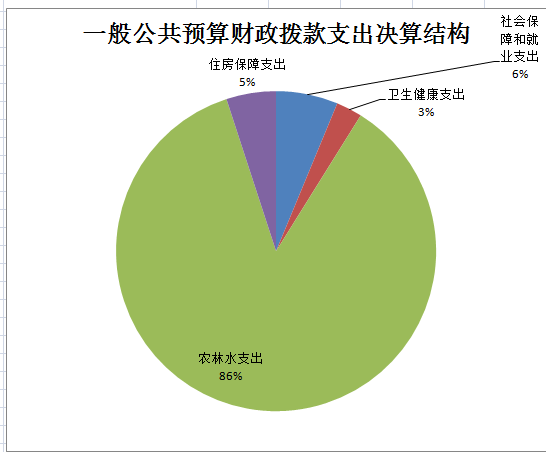 一般公共预算财政拨款支出决算结构
社会保
障和就
业支出
6%
住房保障支出
5%
卫生健康支出
3%
农林水支出
86%